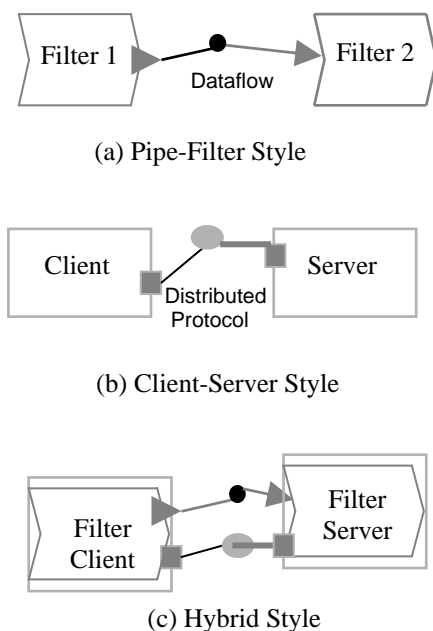 Filter 1
Filter 2
Dataflow
(a) Pipe-Filter Style
Client
Server
Distributed
Protocol
(b) Client-Server Style
Filter
Client
Filter
Server
(c) Hybrid Style